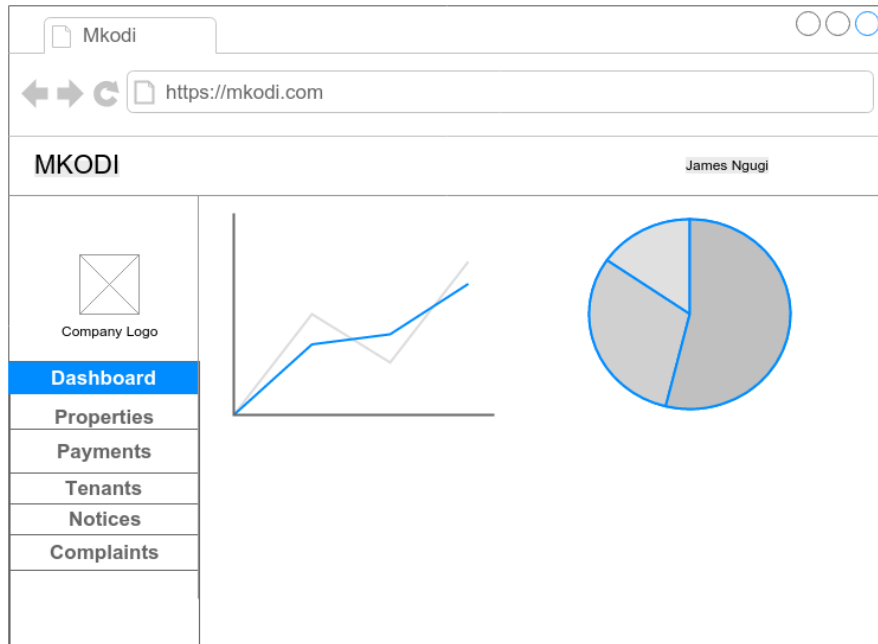 Mkodi
https://mkodi.com
MKODI
James Ngugi
Company Logo
Dashboard
Properties
Payments
Tenants
Notices
Complaints